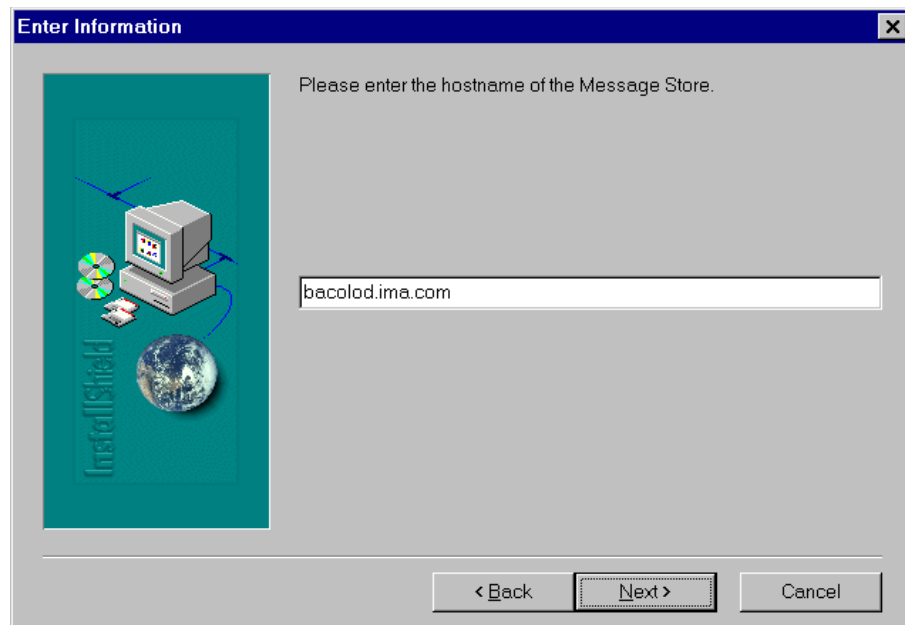 Enter Information
Please enter the hostname of the Message Store.
bacolod.ima.com
InstallShield
< Back
Next >
Cancel